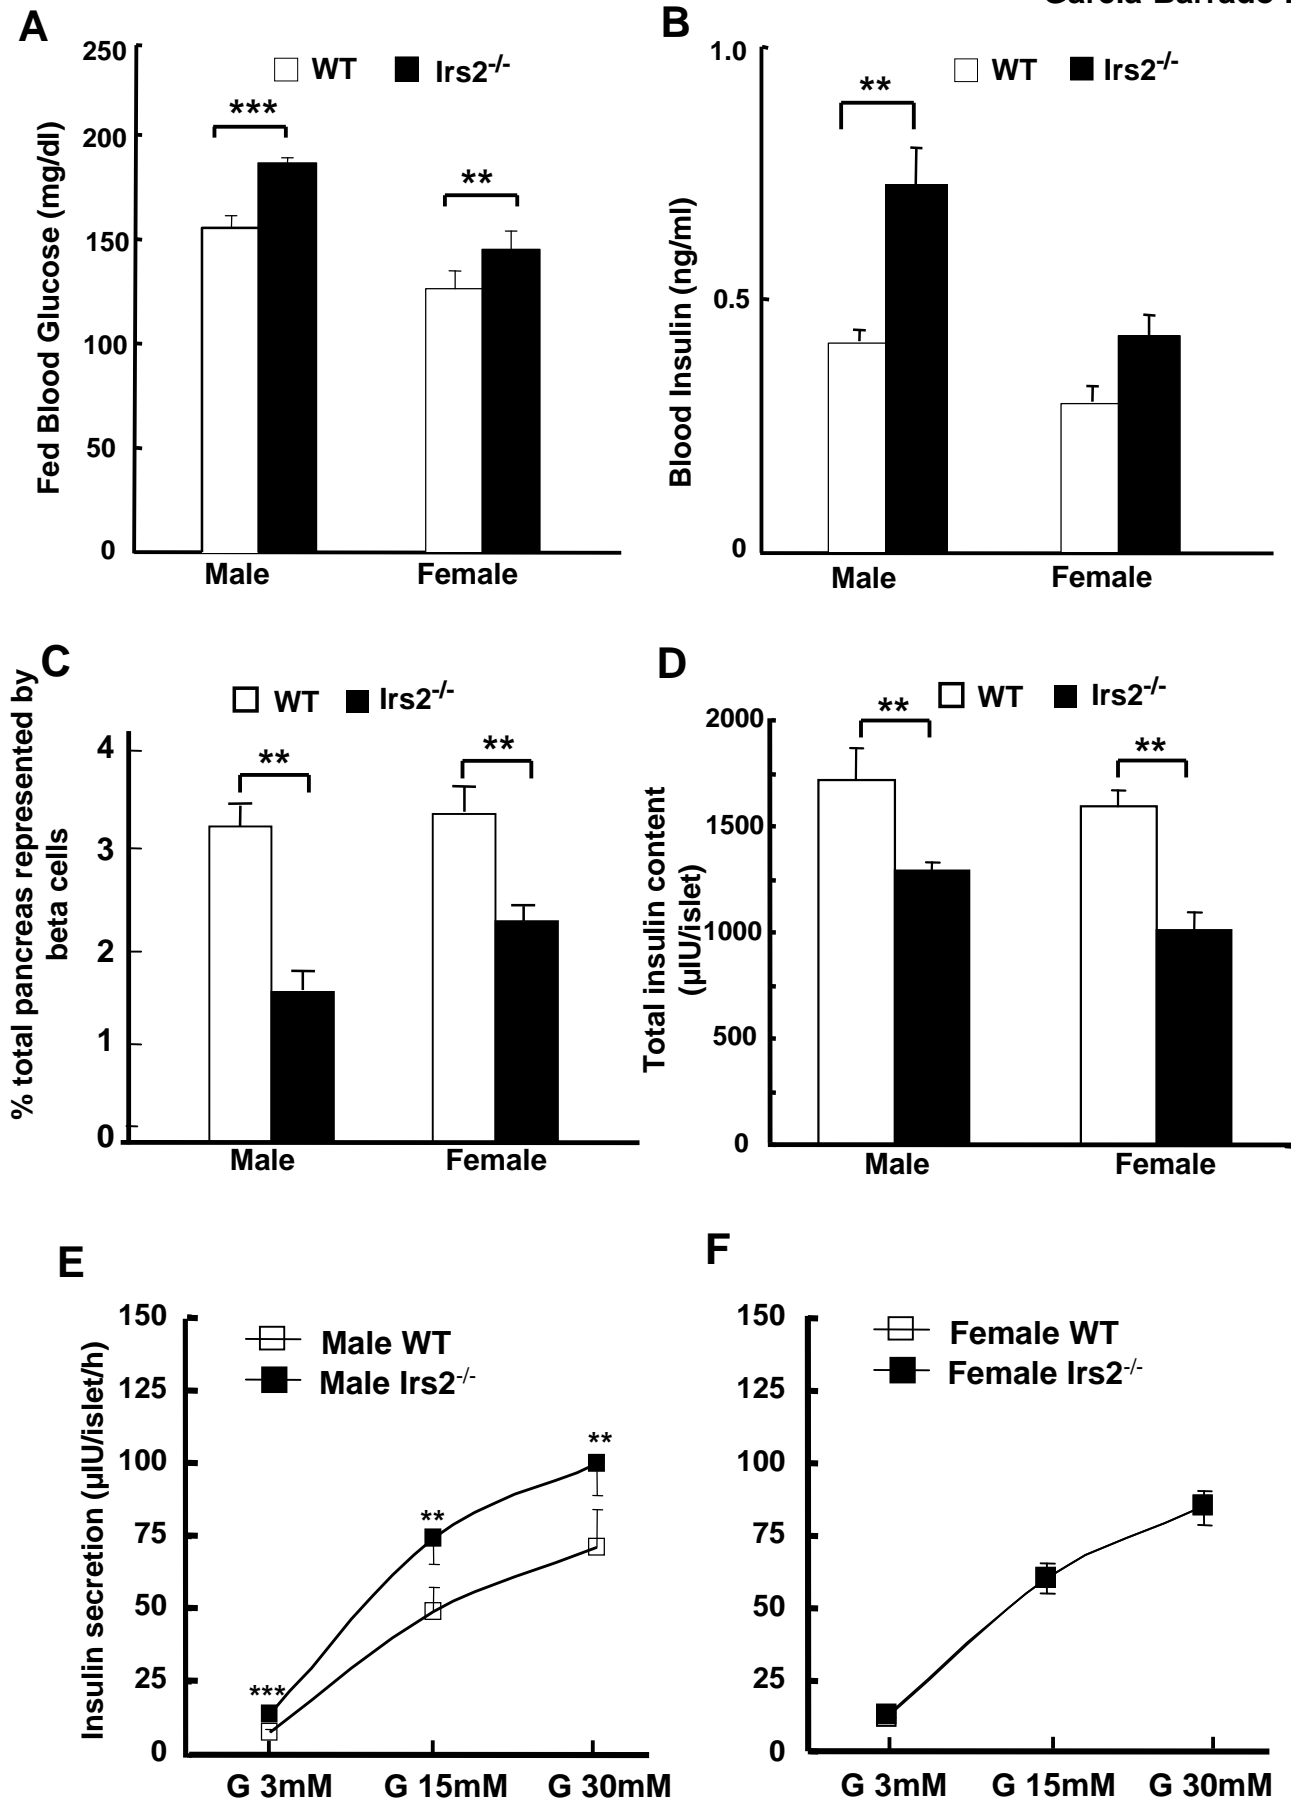 A
250
200
150
100
50
0
Fed Blood Glucose (mg/dl)
WT Irs2-/-
***
**
Male Female
B
1.0
0.5
0
Blood Insulin (ng/ml)
WT Irs2-/-
**
Male Female
C
4
3
2
1
0
% total pancreas represented by
beta cells
WT Irs2-/-
**
**
Male Female
D
2000
1500
1000
500
0
Total insulin content
(µIU/islet)
WT Irs2-/-
**
**
Male Female
E
150
125
100
75
50
25
0
Insulin secretion (µIU/islet/h)
Male WT
Male Irs2-/-
***
**
**
G 3mM G 15mM G 30mM
F
150
125
100
75
50
25
0
Female WT
Female Irs2-/-
G 3mM G 15mM G 30mM